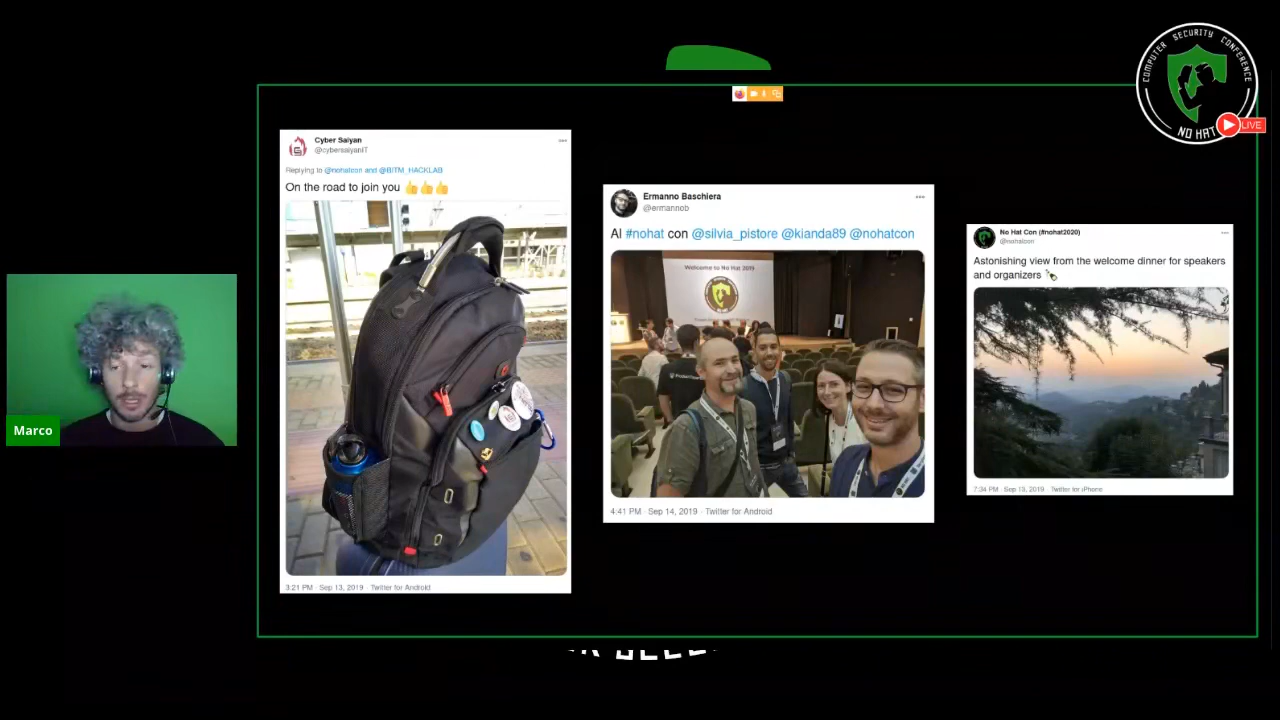 COMPUTER SECURITY CONFERENCE
NO HAT
LIVE
Marco
Cyber Saiyan
@cybersaiyanIT
Replying to @nohatcon and @BITM_HACKLAB
On the road to join you 👍👍👍
3:21 PM · Sep 13, 2019 · Twitter for Android
Ermanno Baschiera
@ermannob
Al #nohat con @silvia_pistore @kianda89 @nohatcon
Welcome to No Hat 2019
4:41 PM · Sep 14, 2019 · Twitter for Android
No Hat Con (#nohat2020)
@nohatcon
Astonishing view from the welcome dinner for speakers
and organizers 🍾
7:34 PM · Sep 13, 2019 · Twitter for iPhone